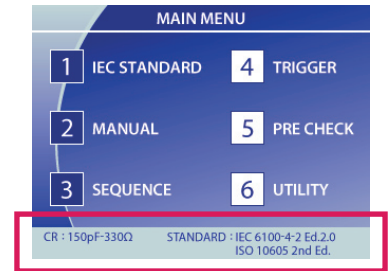 MAIN MENU
1 IEC STANDARD 4 TRIGGER
2 MANUAL 5 PRE CHECK
3 SEQUENCE 6 UTILITY
CR : 150pF-330Ω STANDARD : IEC 6100-4-2 Ed.2.0
ISO 10605 2nd Ed.